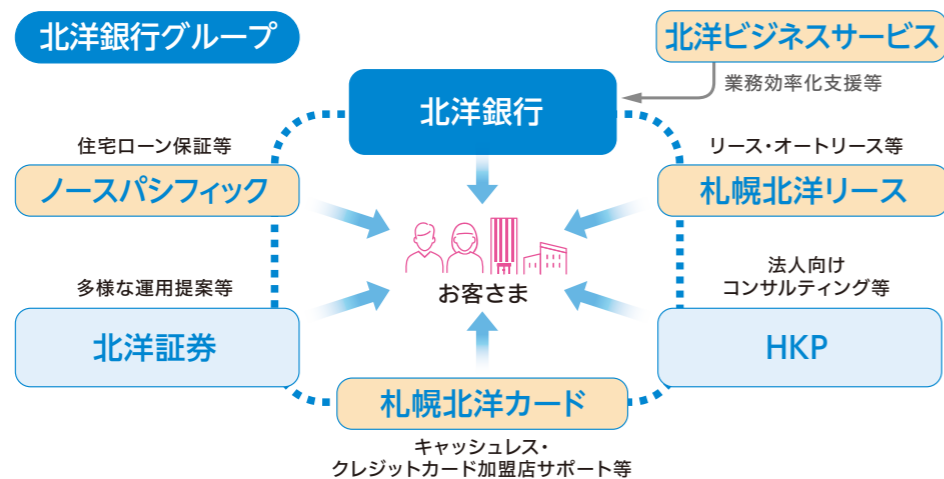 北洋銀行グループ
北洋ビジネスサービス
業務効率化支援等
北洋銀行
住宅ローン保証等
ノースパシフィック
リース・オートリース等
札幌北洋リース
お客さま
多様な運用提案等
北洋証券
法人向け
コンサルティング等
HKP
札幌北洋カード
キャッシュレス・
クレジットカード加盟店サポート等